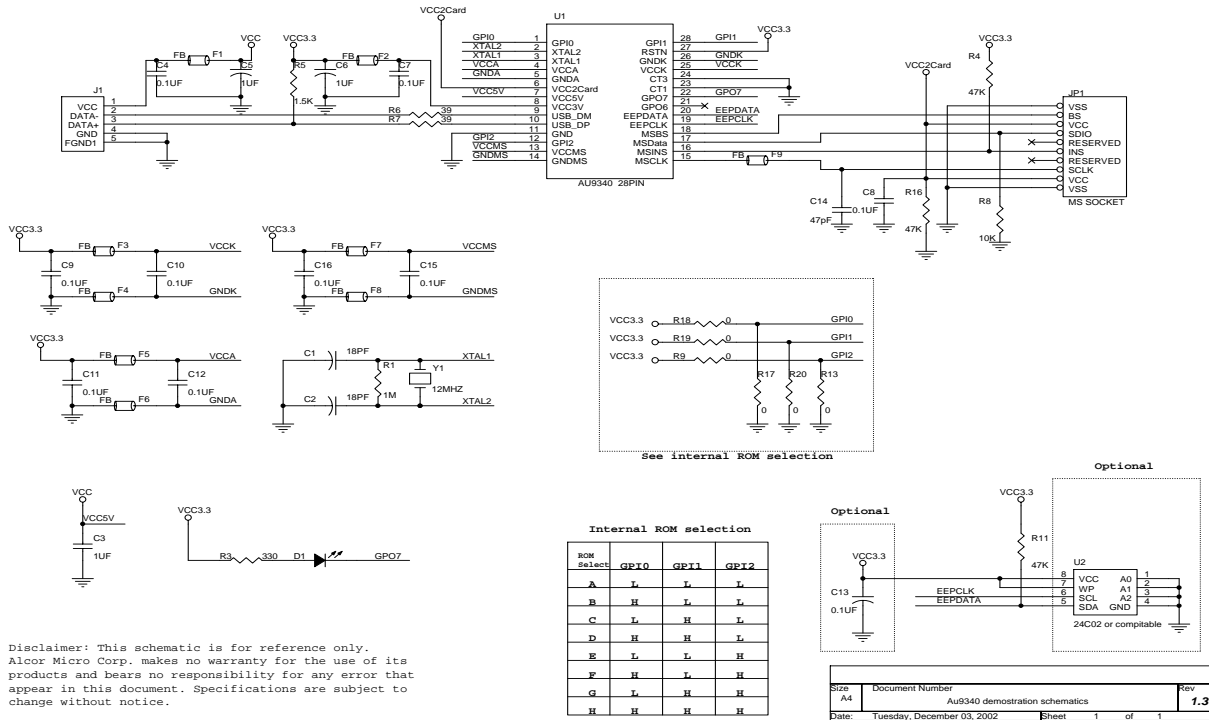 VCC2Card
U1
VCC
VCC3.3
VCC3.3
GPI0 1 GPI0 GPI1 28 GPI1
XTAL2 2 XTAL2 RSTN 27
XTAL1 3 XTAL1 GNDK 26 GNDK
VCCA 4 VCCA VCCK 25 VCCK
GNDA 5 GNDA CT3 24
6 VCC2Card CT1 23
VCC5V 7 VCC5V GPO7 22 GPO7
8 VCC3V GPO6 21
9 USB_DM EEPDATA 20 EEPDATA
10 USB_DP EEPCLK 19 EEPCLK
11 GND MSBS 18
GPI2 12 GPI2 MSData 17
VCCMS 13 VCCMS MSINS 16
GNDMS 14 GNDMS MSCLK 15
AU9340 28PIN
FB F1
C4
0.1UF
C5
1UF
R5
1.5K
C6
1UF
FB F2
C7
0.1UF
J1
VCC 1
DATA- 2
DATA+ 3
GND 4
FGND1 5
R6 39
R7 39
FB F9
VCC2Card
VCC3.3
R4
47K
JP1
VSS
BS
VCC
SDIO
RESERVED
INS
RESERVED
SCLK
VCC
VSS
MS SOCKET
C14
47pF
C8
0.1UF
R16
47K
R8
10K
VCC3.3
FB F3
VCCK
C9
0.1UF
C10
0.1UF
FB F4
GNDK
VCC3.3
FB F7
VCCMS
C16
0.1UF
C15
0.1UF
FB F8
GNDMS
VCC3.3
FB F5
VCCA
C11
0.1UF
C12
0.1UF
FB F6
GNDA
C1 18PF
XTAL1
R1
1M
Y1
12MHZ
C2 18PF
XTAL2
VCC3.3 R18 0 GPI0
VCC3.3 R19 0 GPI1
VCC3.3 R9 0 GPI2
R17 R20 R13
0 0 0
See internal ROM selection
VCC
VCC5V
C3
1UF
VCC3.3
R3 330 D1 GPO7
Internal ROM selection
ROM Select GPI0 GPI1 GPI2
A L L L
B H L L
C L H L
D H H L
E L L H
F H L H
G L H H
H H H H
Optional
VCC3.3
C13
0.1UF
Optional
VCC3.3
R11
47K
U2
8 VCC A0 1
7 WP A1 2
EEPCLK 6 SCL A2 3
EEPDATA 5 SDA GND 4
24C02 or compitable
Disclaimer: This schematic is for reference only.
Alcor Micro Corp. makes no warranty for the use of its
products and bears no responsibility for any error that
appear in this document. Specifications are subject to
change without notice.
Size Document Number Rev
A4 Au9340 demostration schematics 1.3
Date: Tuesday, December 03, 2002 Sheet 1 of 1